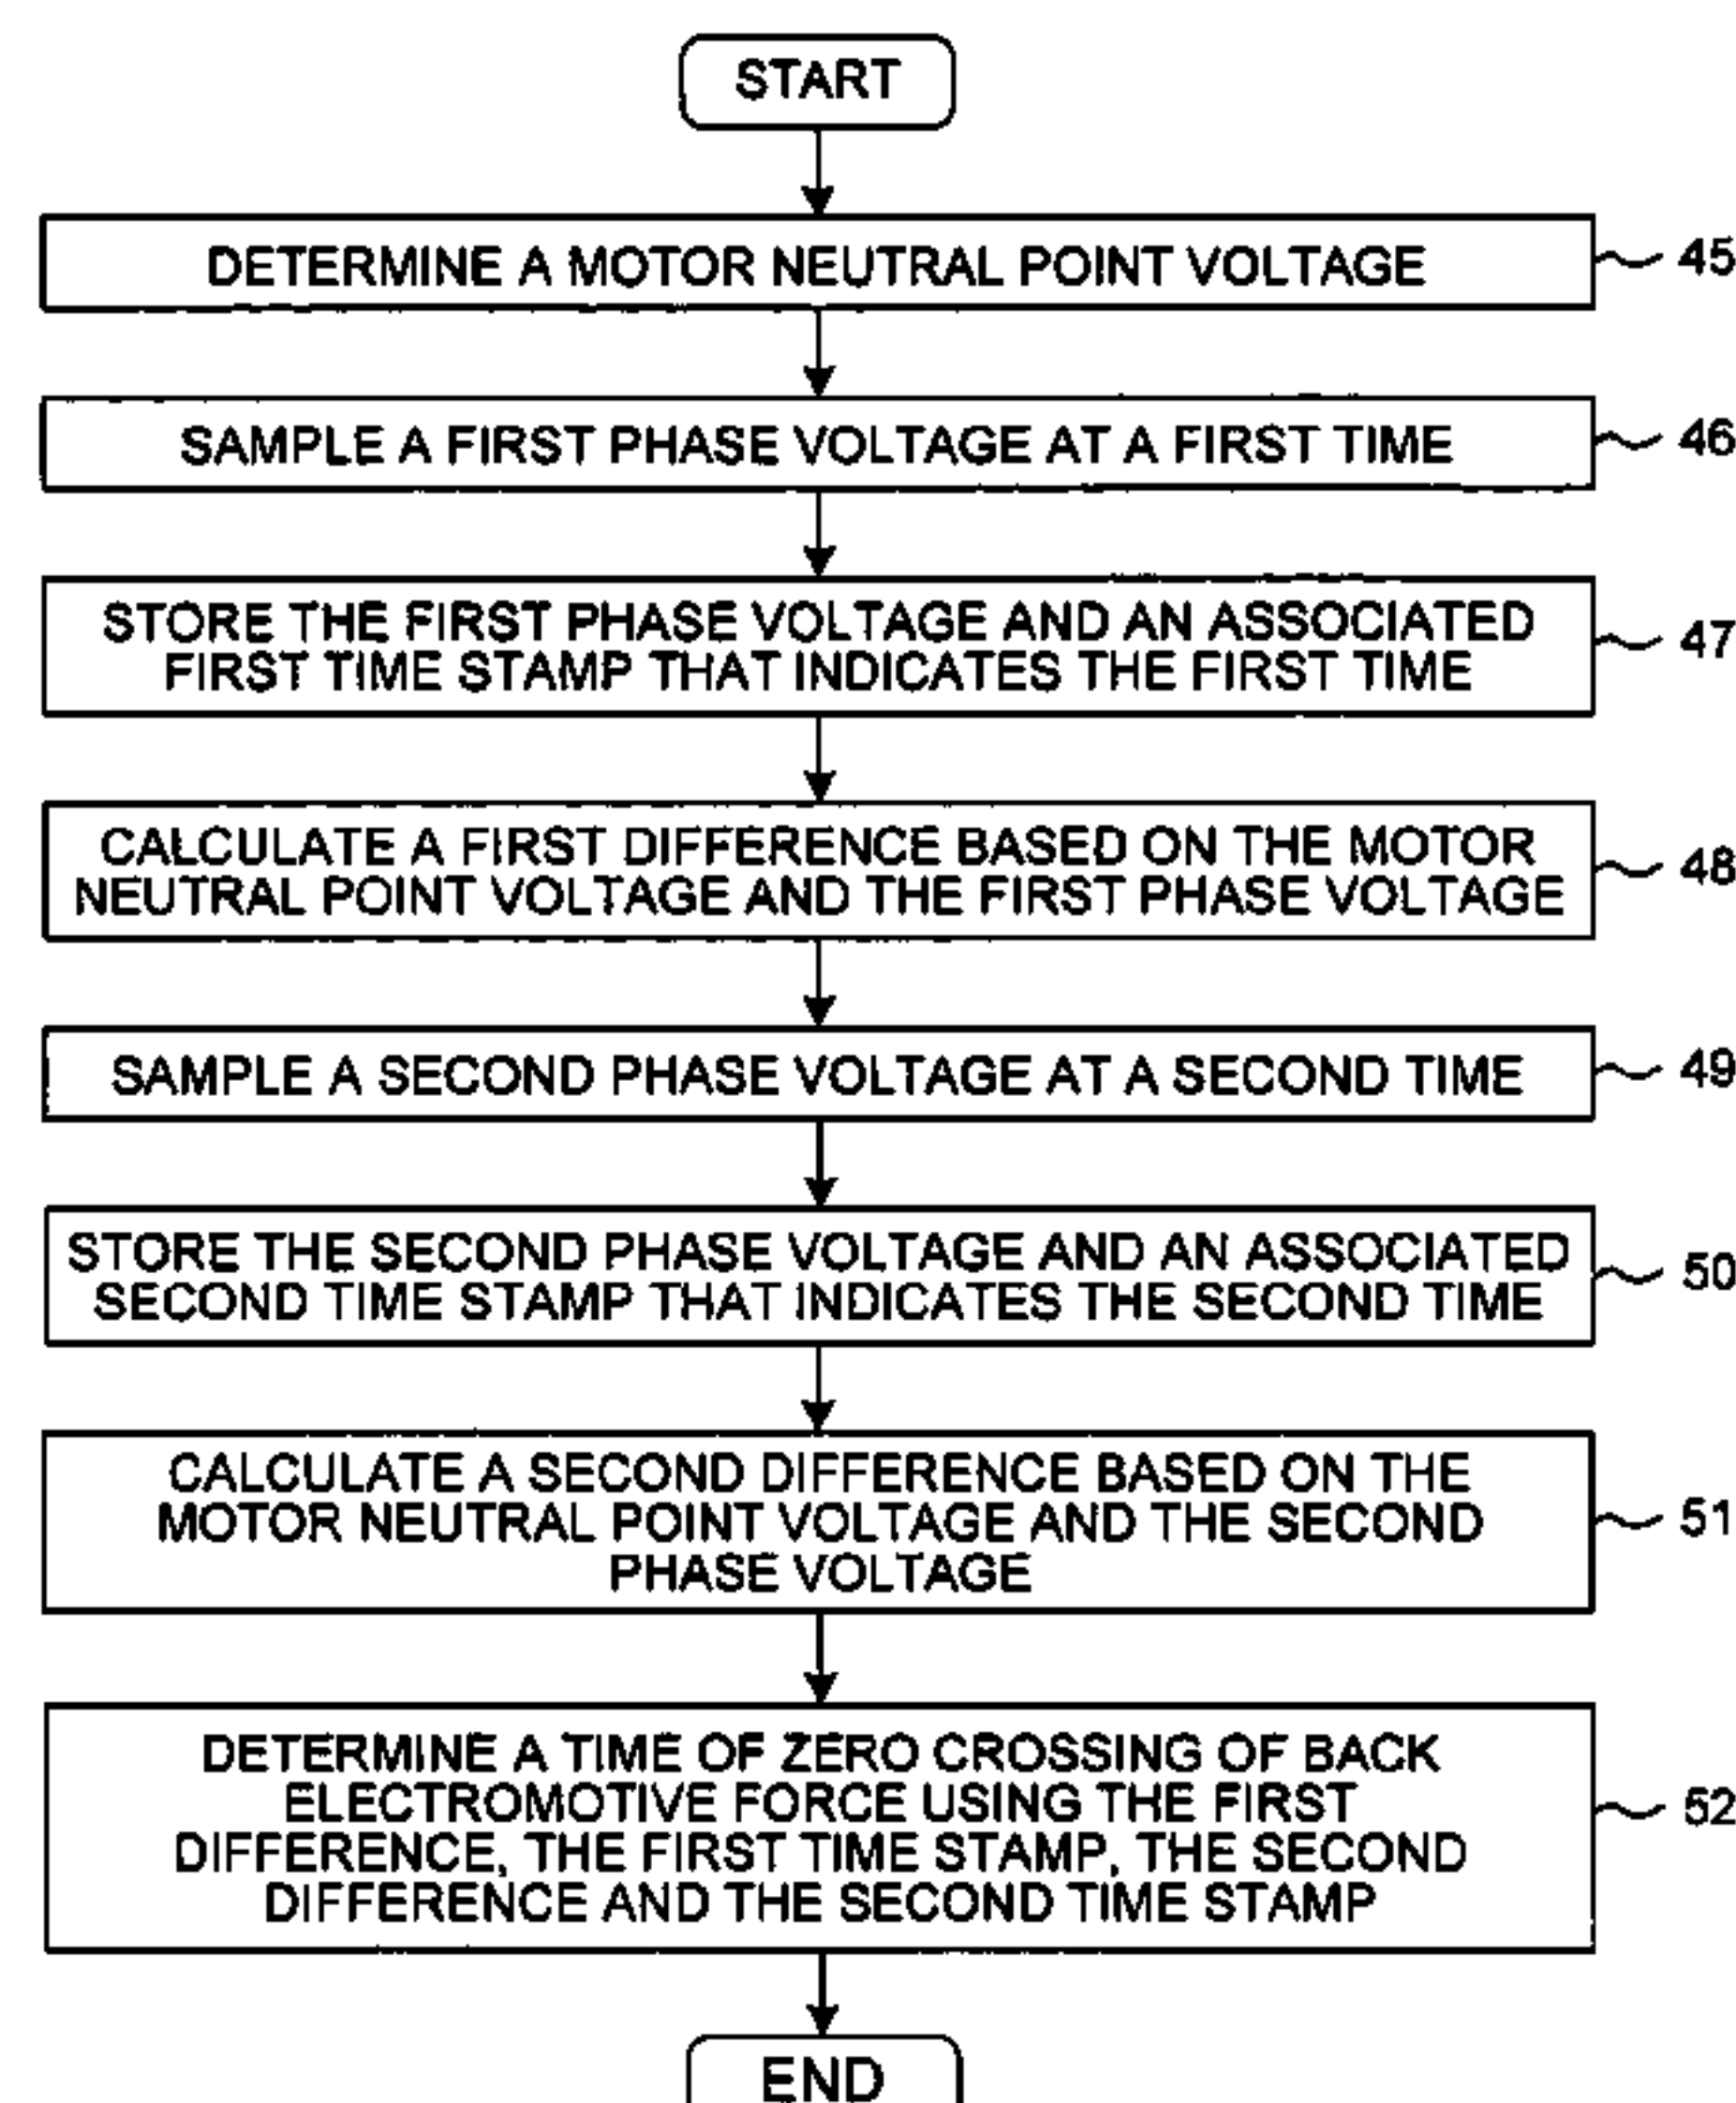 START
DETERMINE A MOTOR NEUTRAL POINT VOLTAGE
45
SAMPLE A FIRST PHASE VOLTAGE AT A FIRST TIME
46
STORE THE FIRST PHASE VOLTAGE AND AN ASSOCIATED
FIRST TIME STAMP THAT INDICATES THE FIRST TIME
47
CALCULATE A FIRST DIFFERENCE BASED ON THE MOTOR
NEUTRAL POINT VOLTAGE AND THE FIRST PHASE VOLTAGE
48
SAMPLE A SECOND PHASE VOLTAGE AT A SECOND TIME
49
STORE THE SECOND PHASE VOLTAGE AND AN ASSOCIATED
SECOND TIME STAMP THAT INDICATES THE SECOND TIME
50
CALCULATE A SECOND DIFFERENCE BASED ON THE
MOTOR NEUTRAL POINT VOLTAGE AND THE SECOND
PHASE VOLTAGE
51
DETERMINE A TIME OF ZERO CROSSING OF BACK
ELECTROMOTIVE FORCE USING THE FIRST
DIFFERENCE, THE FIRST TIME STAMP, THE SECOND
DIFFERENCE AND THE SECOND TIME STAMP
52
END